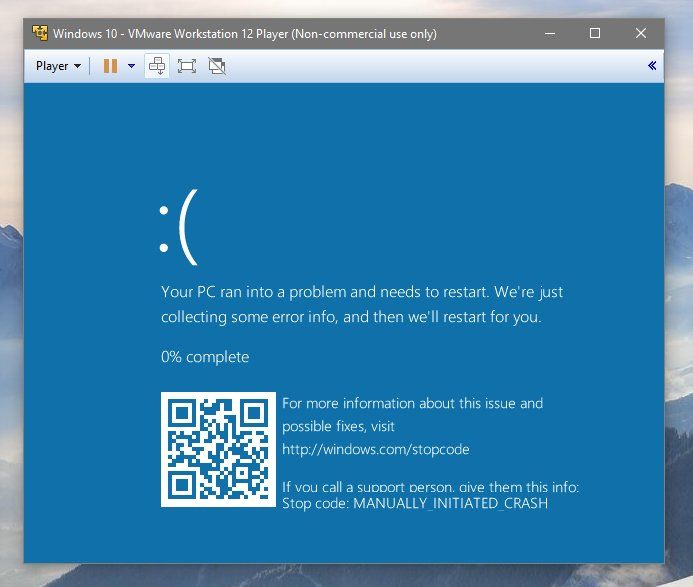 Windows 10 - VMware Workstation 12 Player (Non-commercial use only)
Player
:(
Your PC ran into a problem and needs to restart. We're just
collecting some error info, and then we'll restart for you.
0% complete
For more information about this issue and
possible fixes, visit
http://windows.com/stopcode
If you call a support person, give them this info:
Stop code: MANUALLY_INITIATED_CRASH